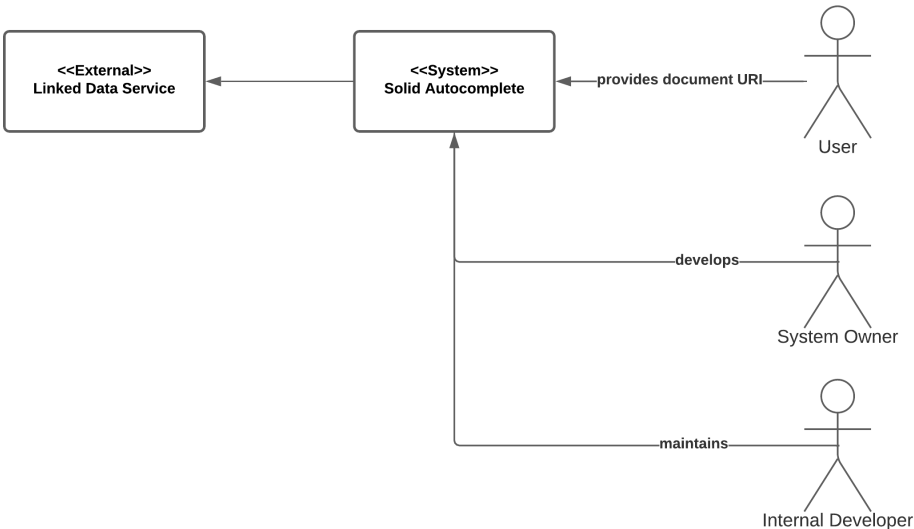 <<External>>
Linked Data Service
<<System>>
Solid Autocomplete
provides document URI
User
develops
System Owner
maintains
Internal Developer